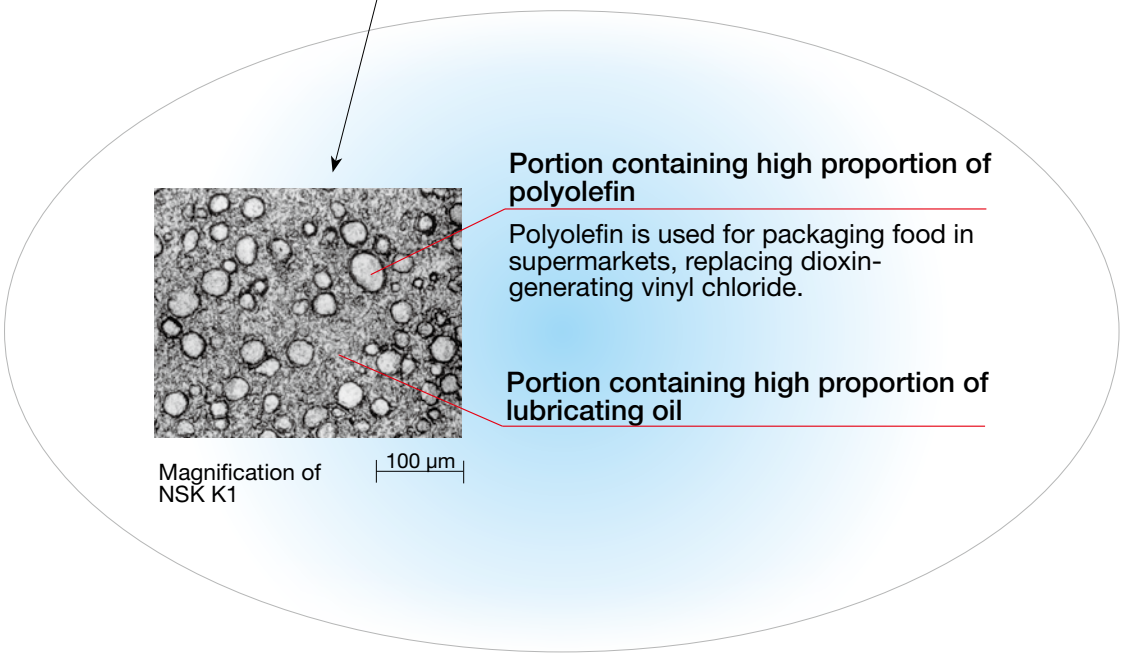 Portion containing high proportion of
polyolefin
Polyolefin is used for packaging food in
supermarkets, replacing dioxin-
generating vinyl chloride.
Portion containing high proportion of
lubricating oil
Magnification of
NSK K1
100 µm